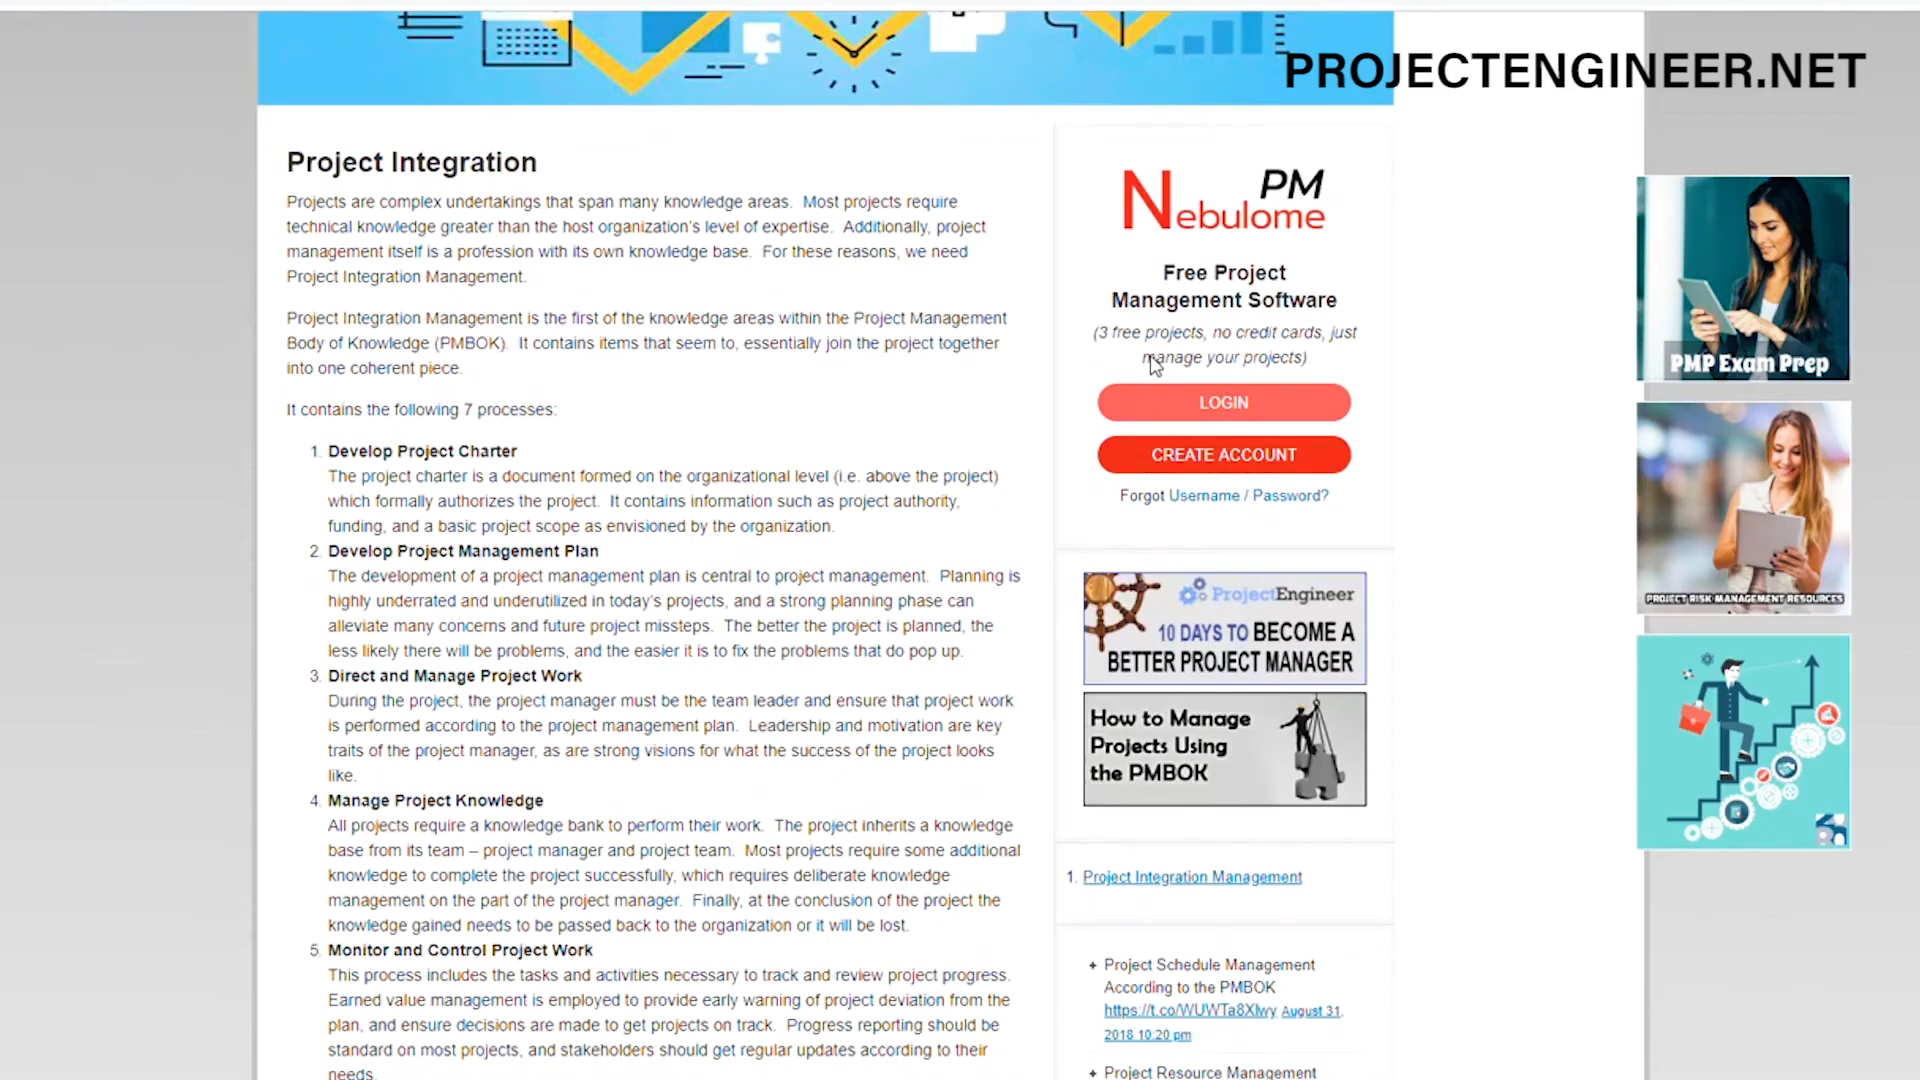 PROJECTENGINEER.NET
Project Integration
Projects are complex undertakings that span many knowledge areas.  Most projects require
technical knowledge greater than the host organization's level of expertise.  Additionally, project
management itself is a profession with its own knowledge base.  For these reasons, we need
Project Integration Management.
Project Integration Management is the first of the knowledge areas within the Project Management
Body of Knowledge (PMBOK).  It contains items that seem to, essentially join the project together
into one coherent piece.
It contains the following 7 processes:
1. Develop Project Charter
The project charter is a document formed on the organizational level (i.e. above the project)
which formally authorizes the project.  It contains information such as project authority,
funding, and a basic project scope as envisioned by the organization.
2. Develop Project Management Plan
The development of a project management plan is central to project management.  Planning is
highly underrated and underutilized in today's projects, and a strong planning phase can
alleviate many concerns and future project missteps.  The better the project is planned, the
less likely there will be problems, and the easier it is to fix the problems that do pop up.
3. Direct and Manage Project Work
During the project, the project manager must be the team leader and ensure that project work
is performed according to the project management plan.  Leadership and motivation are key
traits of the project manager, as are strong visions for what the success of the project looks
like.
4. Manage Project Knowledge
All projects require a knowledge bank to perform their work.  The project inherits a knowledge
base from its team – project manager and project team.  Most projects require some additional
knowledge to complete the project successfully, which requires deliberate knowledge
management on the part of the project manager.  Finally, at the conclusion of the project the
knowledge gained needs to be passed back to the organization or it will be lost.
5. Monitor and Control Project Work
This process includes the tasks and activities necessary to track and review project progress.
Earned value management is employed to provide early warning of project deviation from the
plan, and ensure decisions are made to get projects on track.  Progress reporting should be
standard on most projects, and stakeholders should get regular updates according to their
needs.
PM
Nebulome
Free Project
Management Software
(3 free projects, no credit cards, just
manage your projects)
LOGIN
CREATE ACCOUNT
Forgot Username / Password?
ProjectEngineer
10 DAYS TO BECOME A
BETTER PROJECT MANAGER
How to Manage
Projects Using
the PMBOK
1. Project Integration Management
Project Schedule Management
According to the PMBOK
https://t.co/WUWTa8XIwy August 31,
2018 10:20 pm
Project Resource Management
PMP Exam Prep
PROJECT RISK MANAGEMENT RESOURCES